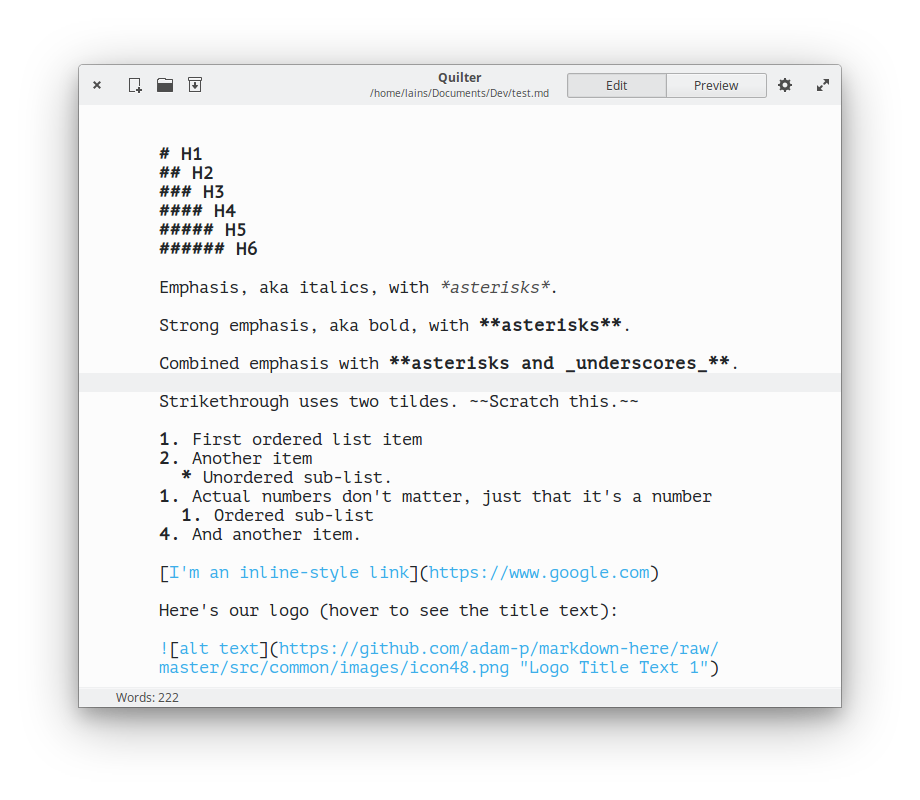 Quilter
/home/lains/Documents/Dev/test.md
Edit
Preview
# H1
## H2
### H3
#### H4
##### H5
###### H6
Emphasis, aka italics, with *asterisks*.
Strong emphasis, aka bold, with **asterisks**.
Combined emphasis with **asterisks and _underscores_**.
Strikethrough uses two tildes. ~~Scratch this.~~
1. First ordered list item
2. Another item
  * Unordered sub-list.
1. Actual numbers don't matter, just that it's a number
  1. Ordered sub-list
4. And another item.
[I'm an inline-style link](https://www.google.com)
Here's our logo (hover to see the title text):
![alt text](https://github.com/adam-p/markdown-here/raw/
master/src/common/images/icon48.png "Logo Title Text 1")
Words: 222